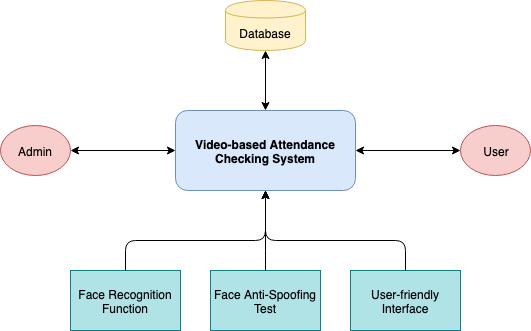 Database
Video-based Attendance
Checking System
Admin
User
Face Recognition
Function
Face Anti-Spoofing
Test
User-friendly
Interface